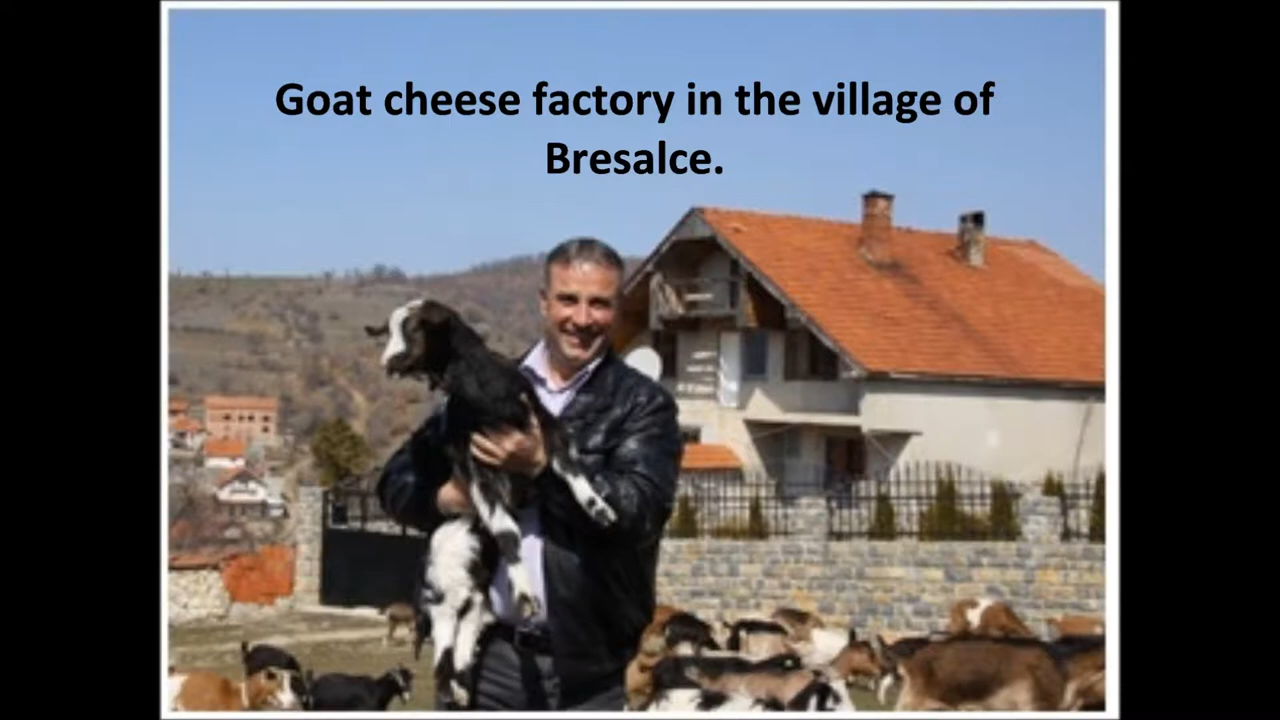 Goat cheese factory in the village of
Bresalce.